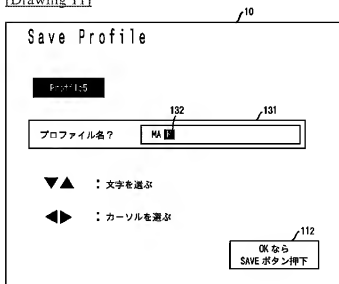 [Drawing 11]
10
Save Profile
Profile5
132
131
プロファイル名? MA
▼▲ :文字を選ぶ
◀▶ :カーソルを選ぶ
112
OKなら
SAVEボタン押下